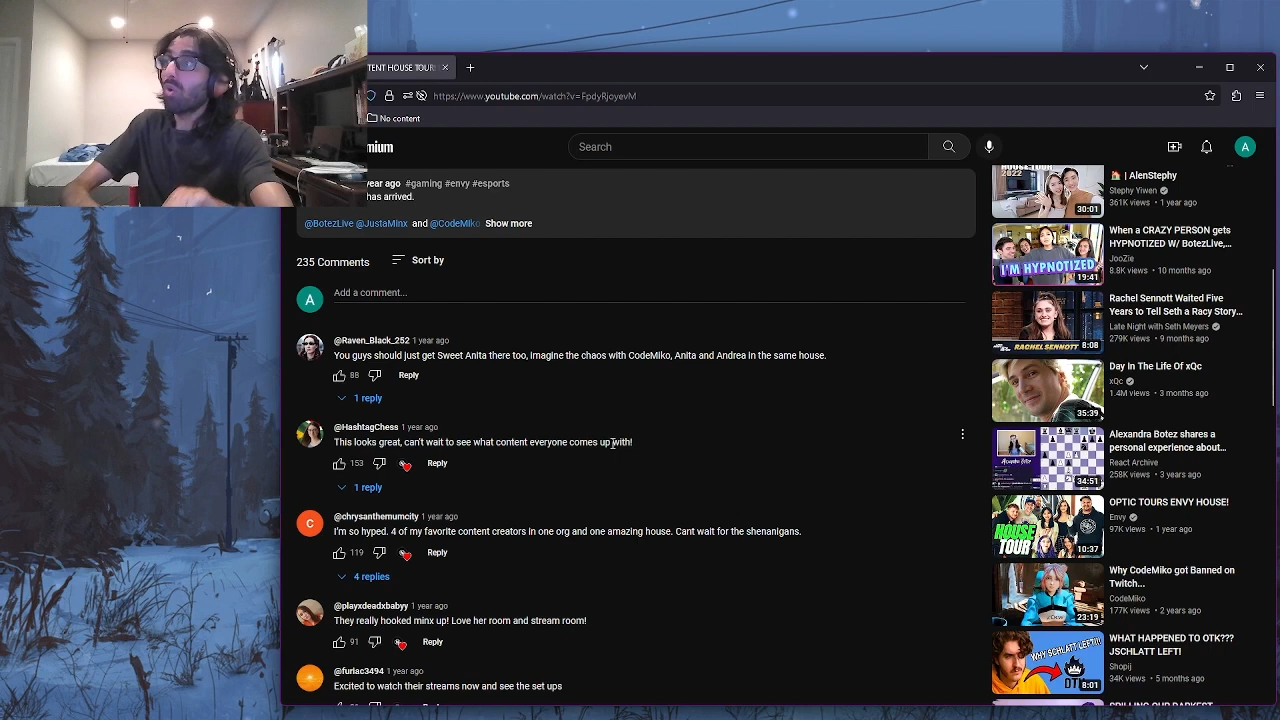 TENT HOUSE TOUR
https://www.youtube.com/watch?v=FpdyRjoyevM
No content
mium
Search
A
year ago #gaming #envy #esports
has arrived.
@BotezLive @JustaMinx and @CodeMiko Show more
235 Comments
Sort by
A
Add a comment...
@Raven_Black_252 1 year ago
You guys should just get Sweet Anita there too, imagine the chaos with CodeMiko, Anita and Andrea in the same house.
88 Reply
1 reply
@HashtagChess 1 year ago
This looks great, can't wait to see what content everyone comes up with!
153 Reply
1 reply
C
@chrysanthemumcity 1 year ago
I'm so hyped. 4 of my favorite content creators in one org and one amazing house. Cant wait for the shenanigans.
119 Reply
4 replies
@playxdeadxbabyy 1 year ago
They really hooked minx up! Love her room and stream room!
91 Reply
@furiac3494 1 year ago
Excited to watch their streams now and see the set ups
HOUSE TOUR
2022
30:01
| AlenStephy
Stephy Yiwen
361K views • 1 year ago
I'M HYPNOTIZED
19:41
When a CRAZY PERSON gets
HYPNOTIZED W/ BotezLive,...
JooZie
8.8K views • 10 months ago
RACHEL SENNOTT
8:08
Rachel Sennott Waited Five
Years to Tell Seth a Racy Story...
Late Night with Seth Meyers
279K views • 9 months ago
35:39
Day In The Life Of xQc
xQc
1.4M views • 3 months ago
34:51
Alexandra Botez shares a
personal experience about...
React Archive
258K views • 3 years ago
HOUSE
TOUR
10:37
OPTIC TOURS ENVY HOUSE!
Envy
97K views • 1 year ago
23:19
Why CodeMiko got Banned on
Twitch...
CodeMiko
177K views • 2 years ago
WHY SCHLATT LEFT!!
8:01
WHAT HAPPENED TO OTK???
JSCHLATT LEFT!
Shopij
34K views • 5 months ago
SPILLING OUR DARKEST